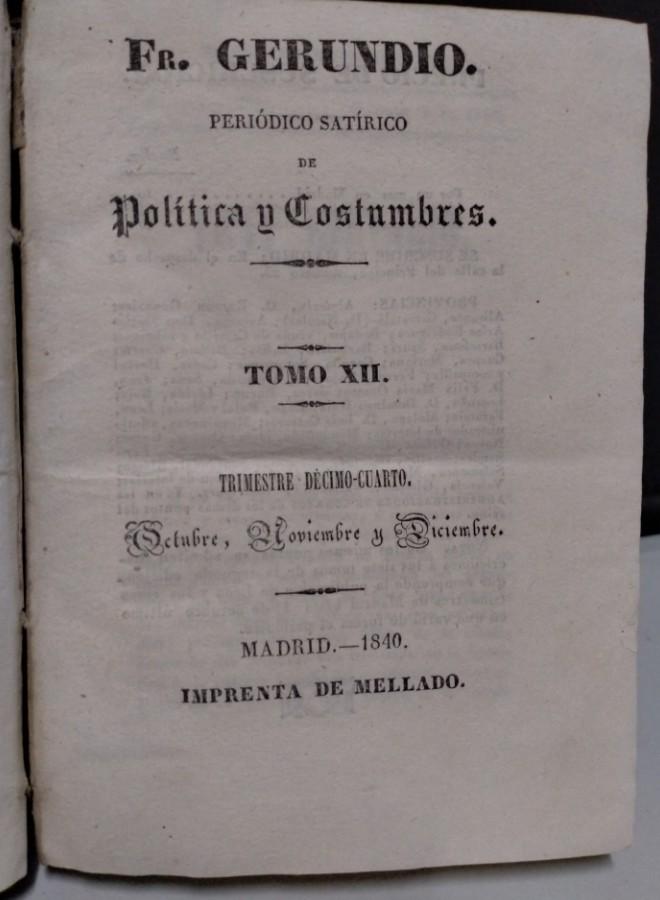 FR. GERUNDIO.
PERIÓDICO SATÍRICO
DE
Política y Costumbres.
TOMO XII.
TRIMESTRE DÉCIMO-CUARTO.
Octubre, Noviembre y Diciembre.
MADRID.—1840.
IMPRENTA DE MELLADO.